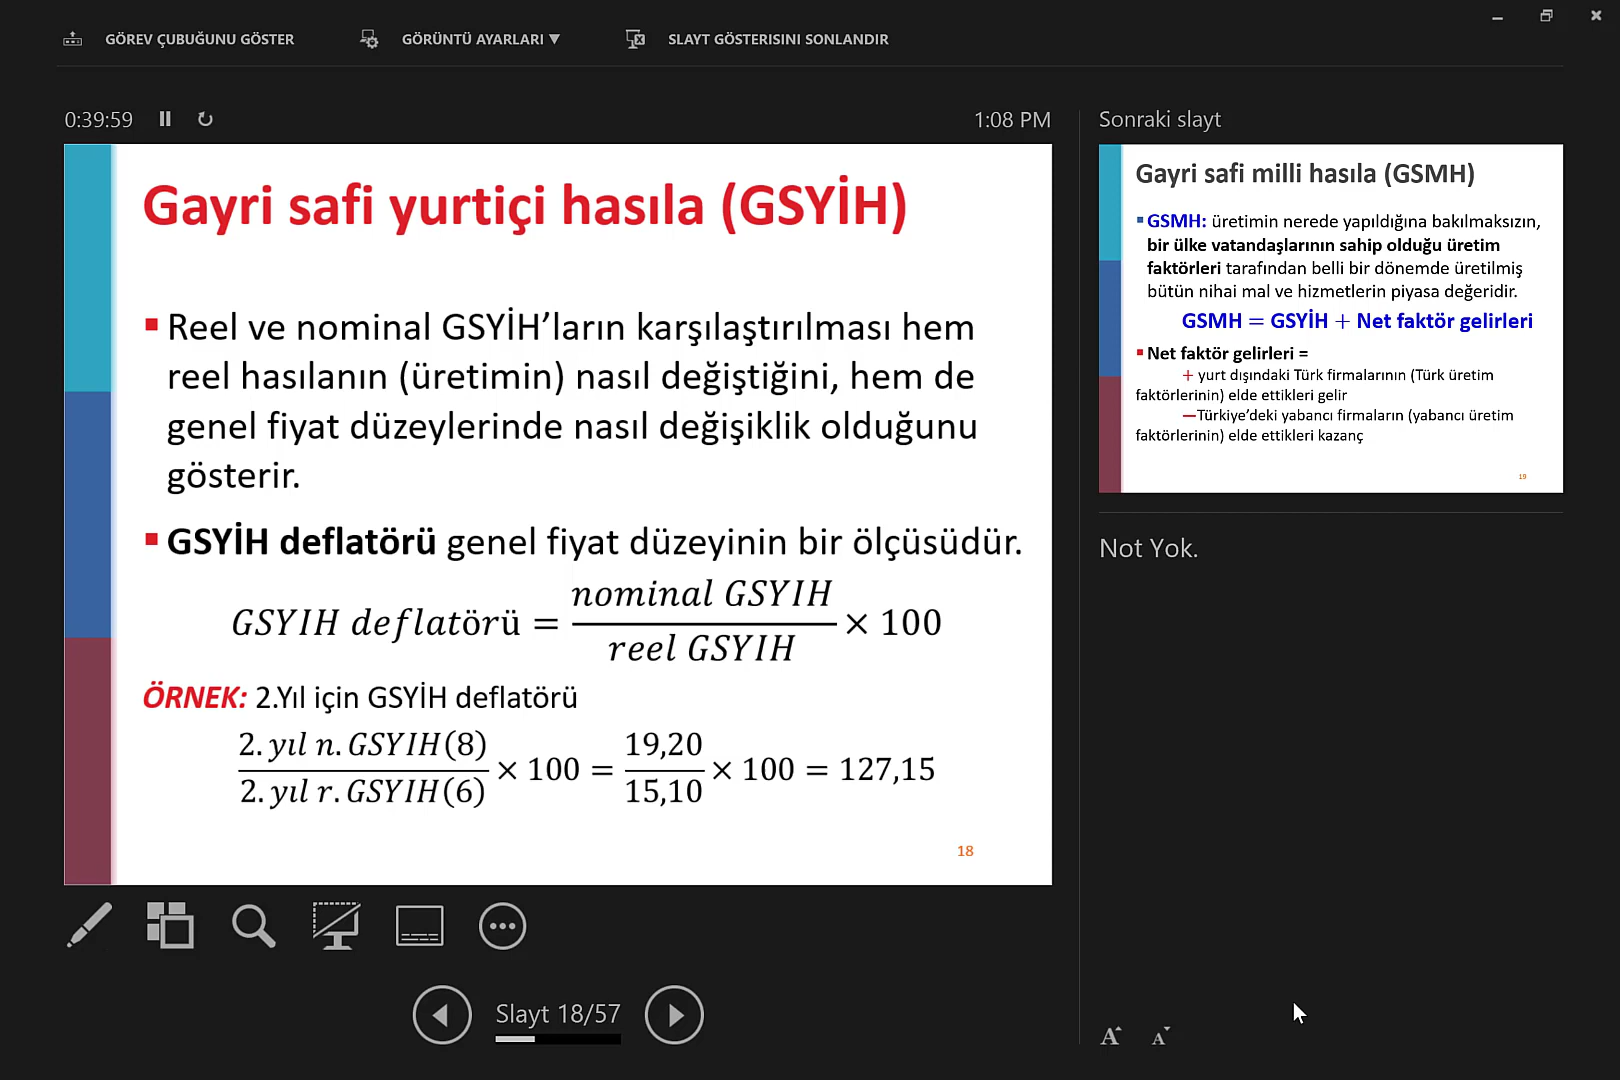 GÖREV ÇUBUĞUNU GÖSTER
GÖRÜNTÜ AYARLARI ▼
SLAYT GÖSTERISINI SONLANDIR
0:39:59
1:08 PM
Gayri safi yurtiçi hasıla (GSYİH)
▪ Reel ve nominal GSYİH’ların karşılaştırılması hem
reel hasılanın (üretimin) nasıl değiştiğini, hem de
genel fiyat düzeylerinde nasıl değişiklik olduğunu
gösterir.
▪ GSYİH deflatörü genel fiyat düzeyinin bir ölçüsüdür.
GSYIH deflatörü = nominal GSYIH / reel GSYIH × 100
ÖRNEK: 2.Yıl için GSYİH deflatörü
2. yıl n. GSYIH(8) / 2. yıl r. GSYIH(6) × 100 = 19,20 / 15,10 × 100 = 127,15
18
Slayt 18/57
Sonraki slayt
Gayri safi milli hasıla (GSMH)
▪ GSMH: üretimin nerede yapıldığına bakılmaksızın,
bir ülke vatandaşlarının sahip olduğu üretim
faktörleri tarafından belli bir dönemde üretilmiş
bütün nihai mal ve hizmetlerin piyasa değeridir.
GSMH = GSYİH + Net faktör gelirleri
▪ Net faktör gelirleri =
+ yurt dışındaki Türk firmalarının (Türk üretim
faktörlerinin) elde ettikleri gelir
—Türkiye’deki yabancı firmaların (yabancı üretim
faktörlerinin) elde ettikleri kazanç
19
Not Yok.
A A